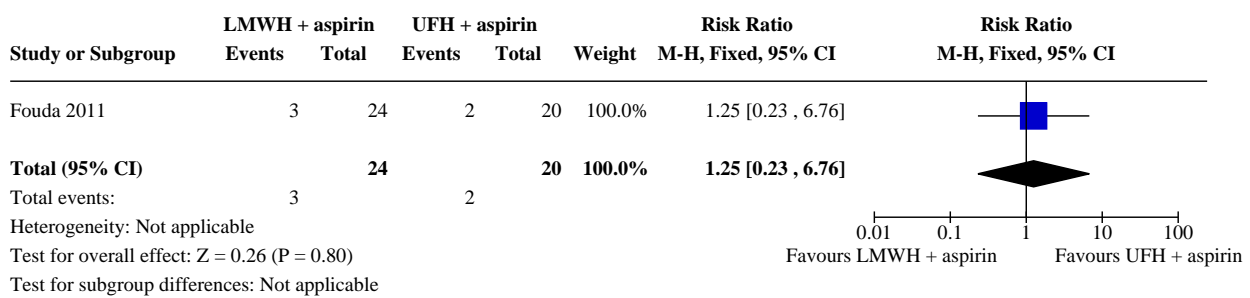 LMWH + aspirin UFH + aspirin Risk Ratio Risk Ratio
Study or Subgroup Events Total Events Total Weight M-H, Fixed, 95% CI M-H, Fixed, 95% CI
Fouda 2011 3 24 2 20 100.0% 1.25 [0.23 , 6.76]
Total (95% CI) 24 20 100.0% 1.25 [0.23 , 6.76]
Total events: 3 2
Heterogeneity: Not applicable
0.01 0.1 1 10 100
Test for overall effect: Z = 0.26 (P = 0.80) Favours LMWH + aspirin Favours UFH + aspirin
Test for subgroup differences: Not applicable